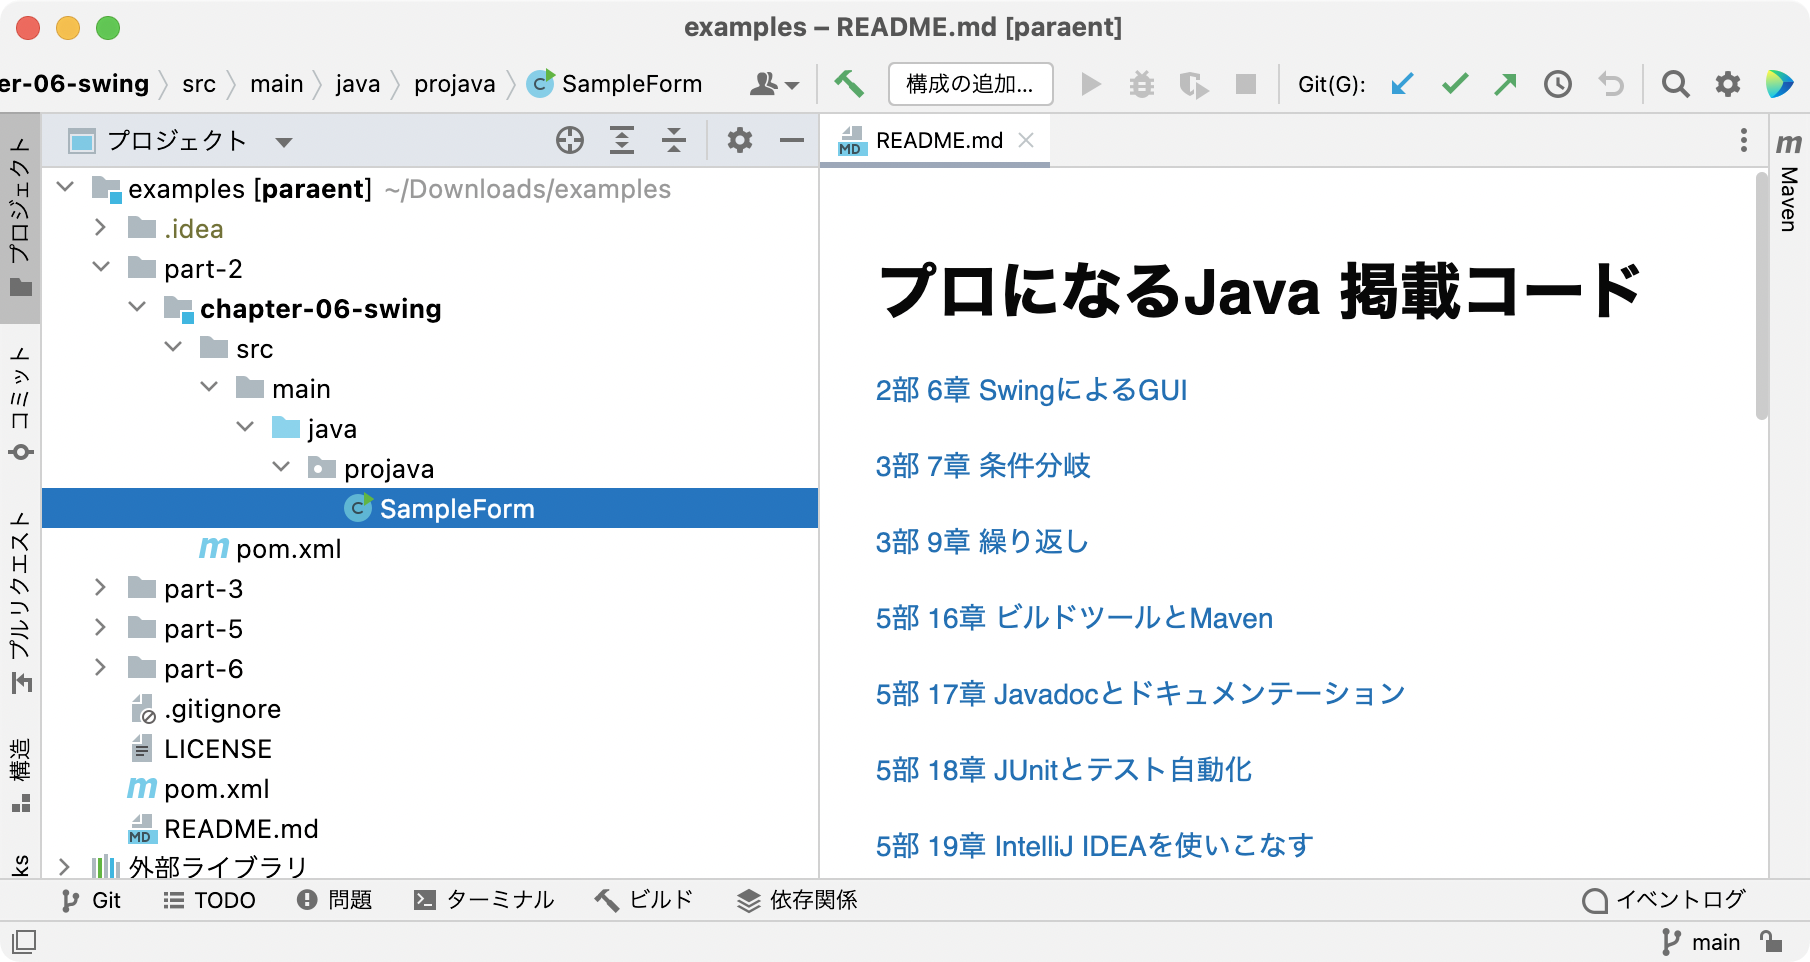 examples – README.md [paraent]
er-06-swing src main java projava SampleForm 構成の追加... Git(G):
プロジェクト
README.md
examples [paraent] ~/Downloads/examples
.idea
part-2
chapter-06-swing
src
main
java
projava
SampleForm
pom.xml
part-3
part-5
part-6
.gitignore
LICENSE
pom.xml
README.md
外部ライブラリ
プロになるJava 掲載コード
2部 6章 SwingによるGUI
3部 7章 条件分岐
3部 9章 繰り返し
5部 16章 ビルドツールとMaven
5部 17章 Javadocとドキュメンテーション
5部 18章 JUnitとテスト自動化
5部 19章 IntelliJ IDEAを使いこなす
プロジェクト
コミット
プルリクエスト
構造
ks
m Maven
Git TODO 問題 ターミナル ビルド 依存関係 イベントログ
main